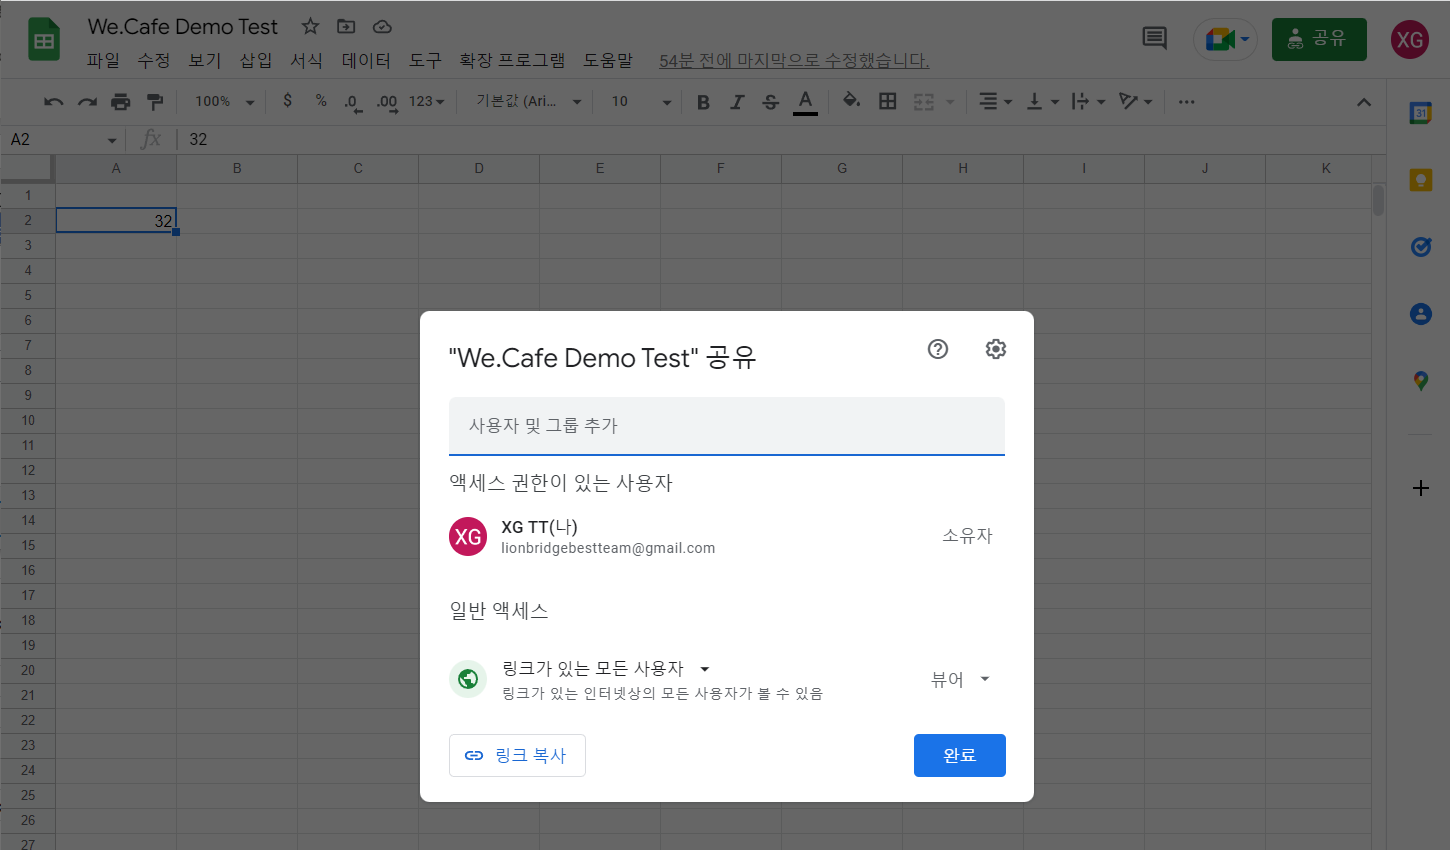 We.Cafe Demo Test
파일 수정 보기 삽입 서식 데이터 도구 확장 프로그램 도움말 54분 전에 마지막으로 수정했습니다.
공유
XG
100% $ % .0 .00 123 기본값 (Ari... 10 B I S A
31
A2 fx 32
A B C D E F G H I J K
1
2 32
3
4
5
6
7
8
9
10
11
12
13
14
15
16
17
18
19
20
21
22
23
24
25
26
27
"We.Cafe Demo Test" 공유
사용자 및 그룹 추가
액세스 권한이 있는 사용자
XG XG TT(나)
lionbridgebestteam@gmail.com
소유자
일반 액세스
링크가 있는 모든 사용자
링크가 있는 인터넷상의 모든 사용자가 볼 수 있음
뷰어
링크 복사
완료